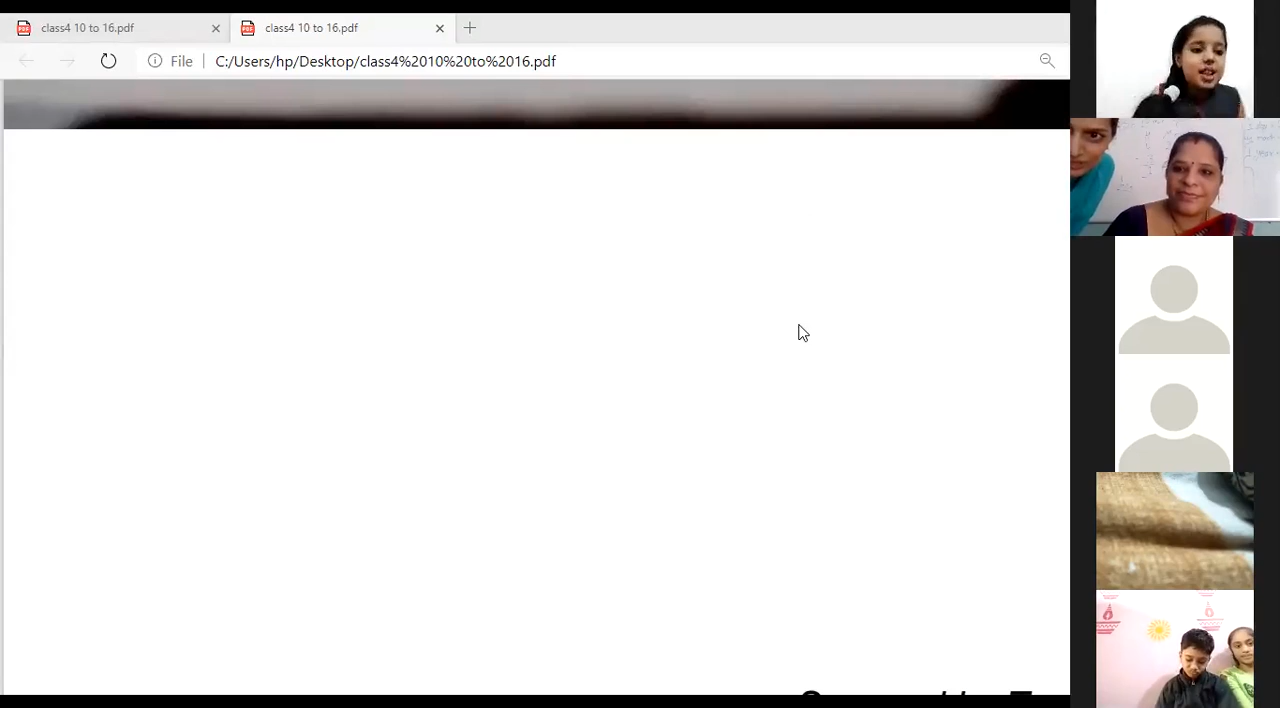 class4 10 to 16.pdf
class4 10 to 16.pdf
File
C:/Users/hp/Desktop/class4%2010%20to%2016.pdf